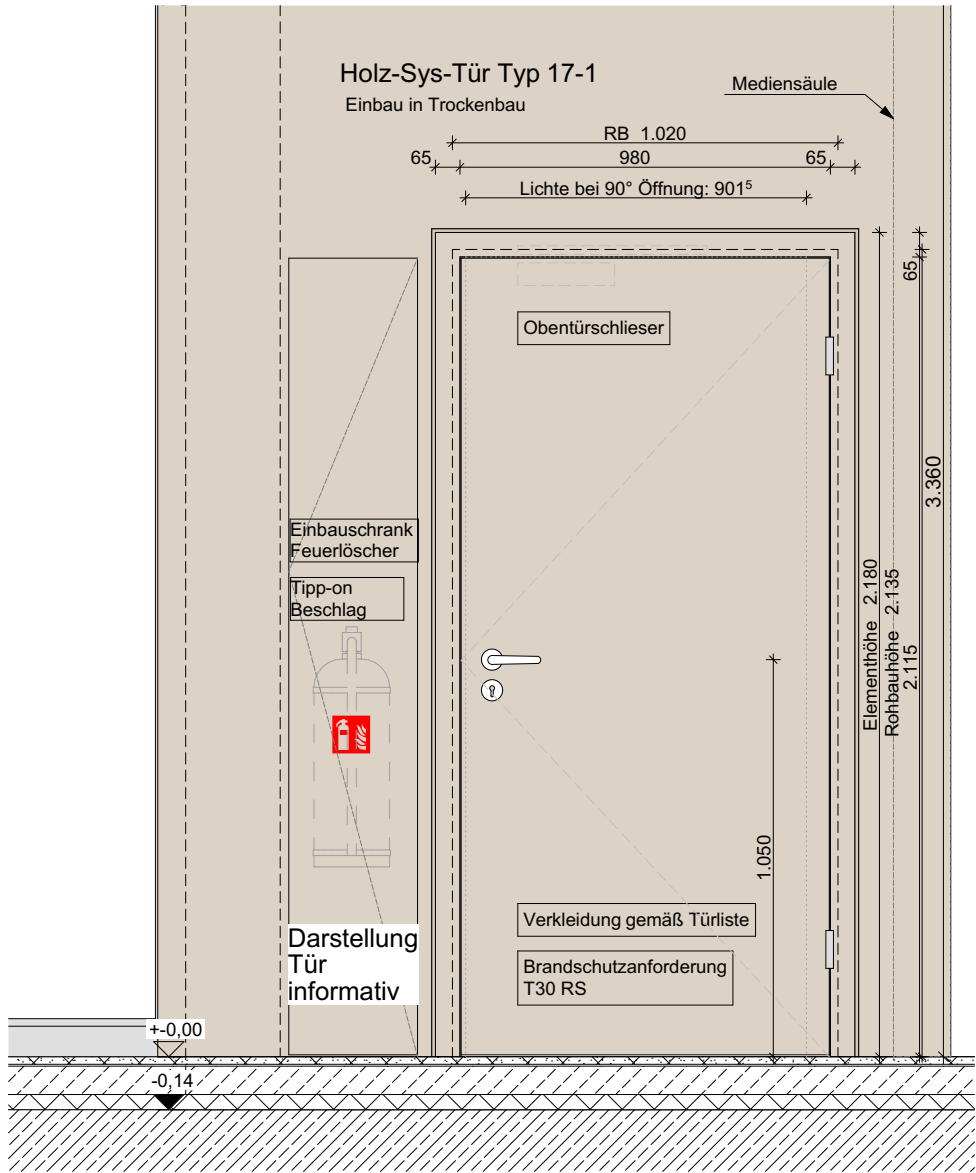 Holz-Sys-Tür Typ 17-1
Einbau in Trockenbau
Mediensäule
RB 1.020
65
980
65
Lichte bei 90° Öffnung: 901⁵
65
Obentürschlieser
3.360
Einbauschrank
Feuerlöscher
Tipp-on
Beschlag
Elementhöhe 2.180
Rohbauhöhe 2.135
2.115
1.050
Verkleidung gemäß Türliste
Brandschutzanforderung
T30 RS
Darstellung
Tür
informativ
+-0,00
-0,14